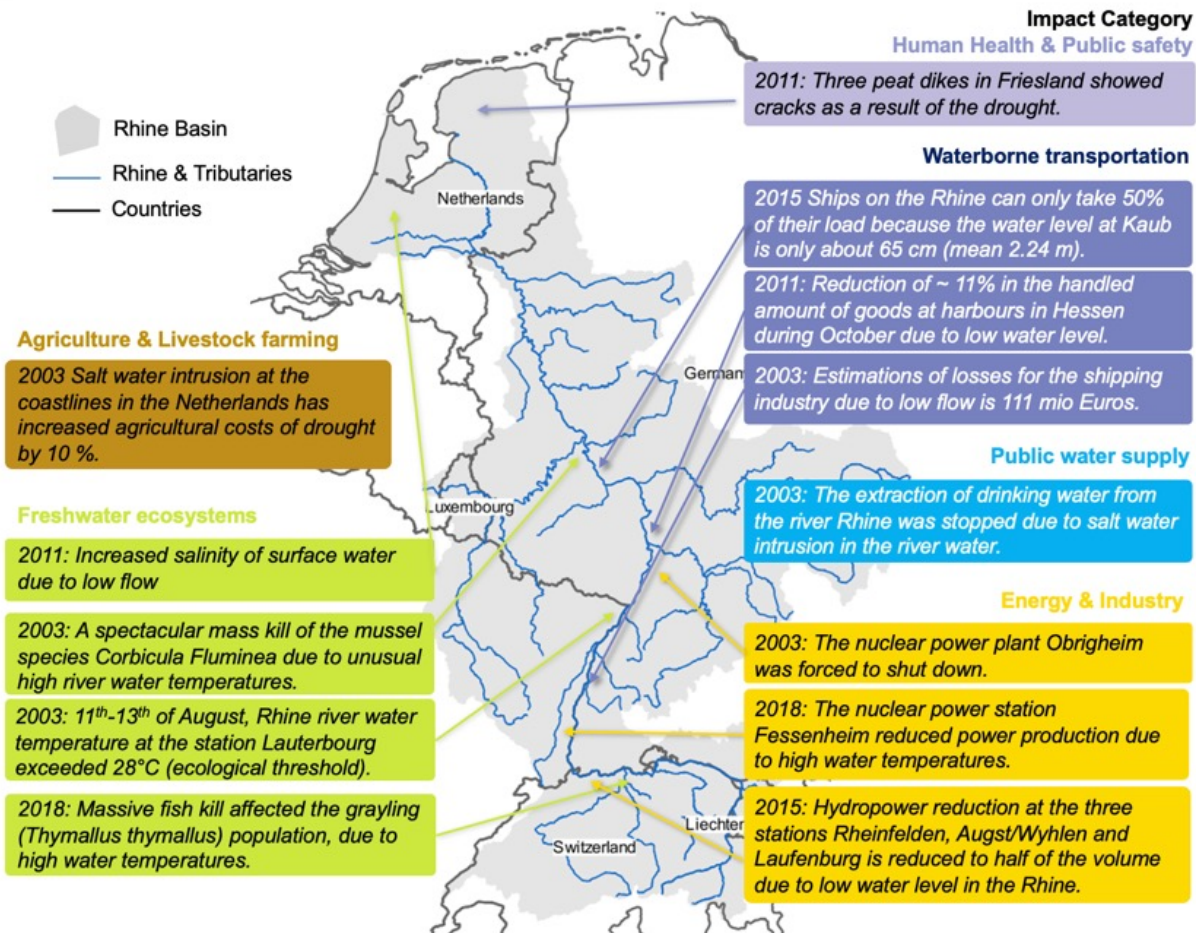 Impact Category
Human Health & Public safety
2011: Three peat dikes in Friesland showed
cracks as a result of the drought.
Waterborne transportation
2015 Ships on the Rhine can only take 50%
of their load because the water level at Kaub
is only about 65 cm (mean 2.24 m).
2011: Reduction of ~ 11% in the handled
amount of goods at harbours in Hessen
during October due to low water level.
2003: Estimations of losses for the shipping
industry due to low flow is 111 mio Euros.
Public water supply
2003: The extraction of drinking water from
the river Rhine was stopped due to salt water
intrusion in the river water.
Energy & Industry
2003: The nuclear power plant Obrigheim
was forced to shut down.
2018: The nuclear power station
Fessenheim reduced power production due
to high water temperatures.
2015: Hydropower reduction at the three
stations Rheinfelden, Augst/Wyhlen and
Laufenburg is reduced to half of the volume
due to low water level in the Rhine.
Rhine Basin
Rhine & Tributaries
Countries
Agriculture & Livestock farming
2003 Salt water intrusion at the
coastlines in the Netherlands has
increased agricultural costs of drought
by 10 %.
Freshwater ecosystems
2011: Increased salinity of surface water
due to low flow
2003: A spectacular mass kill of the mussel
species Corbicula Fluminea due to unusual
high river water temperatures.
2003: 11th-13th of August, Rhine river water
temperature at the station Lauterbourg
exceeded 28°C (ecological threshold).
2018: Massive fish kill affected the grayling
(Thymallus thymallus) population, due to
high water temperatures.
Netherlands
German
Luxembourg
Switzerland
Liechten